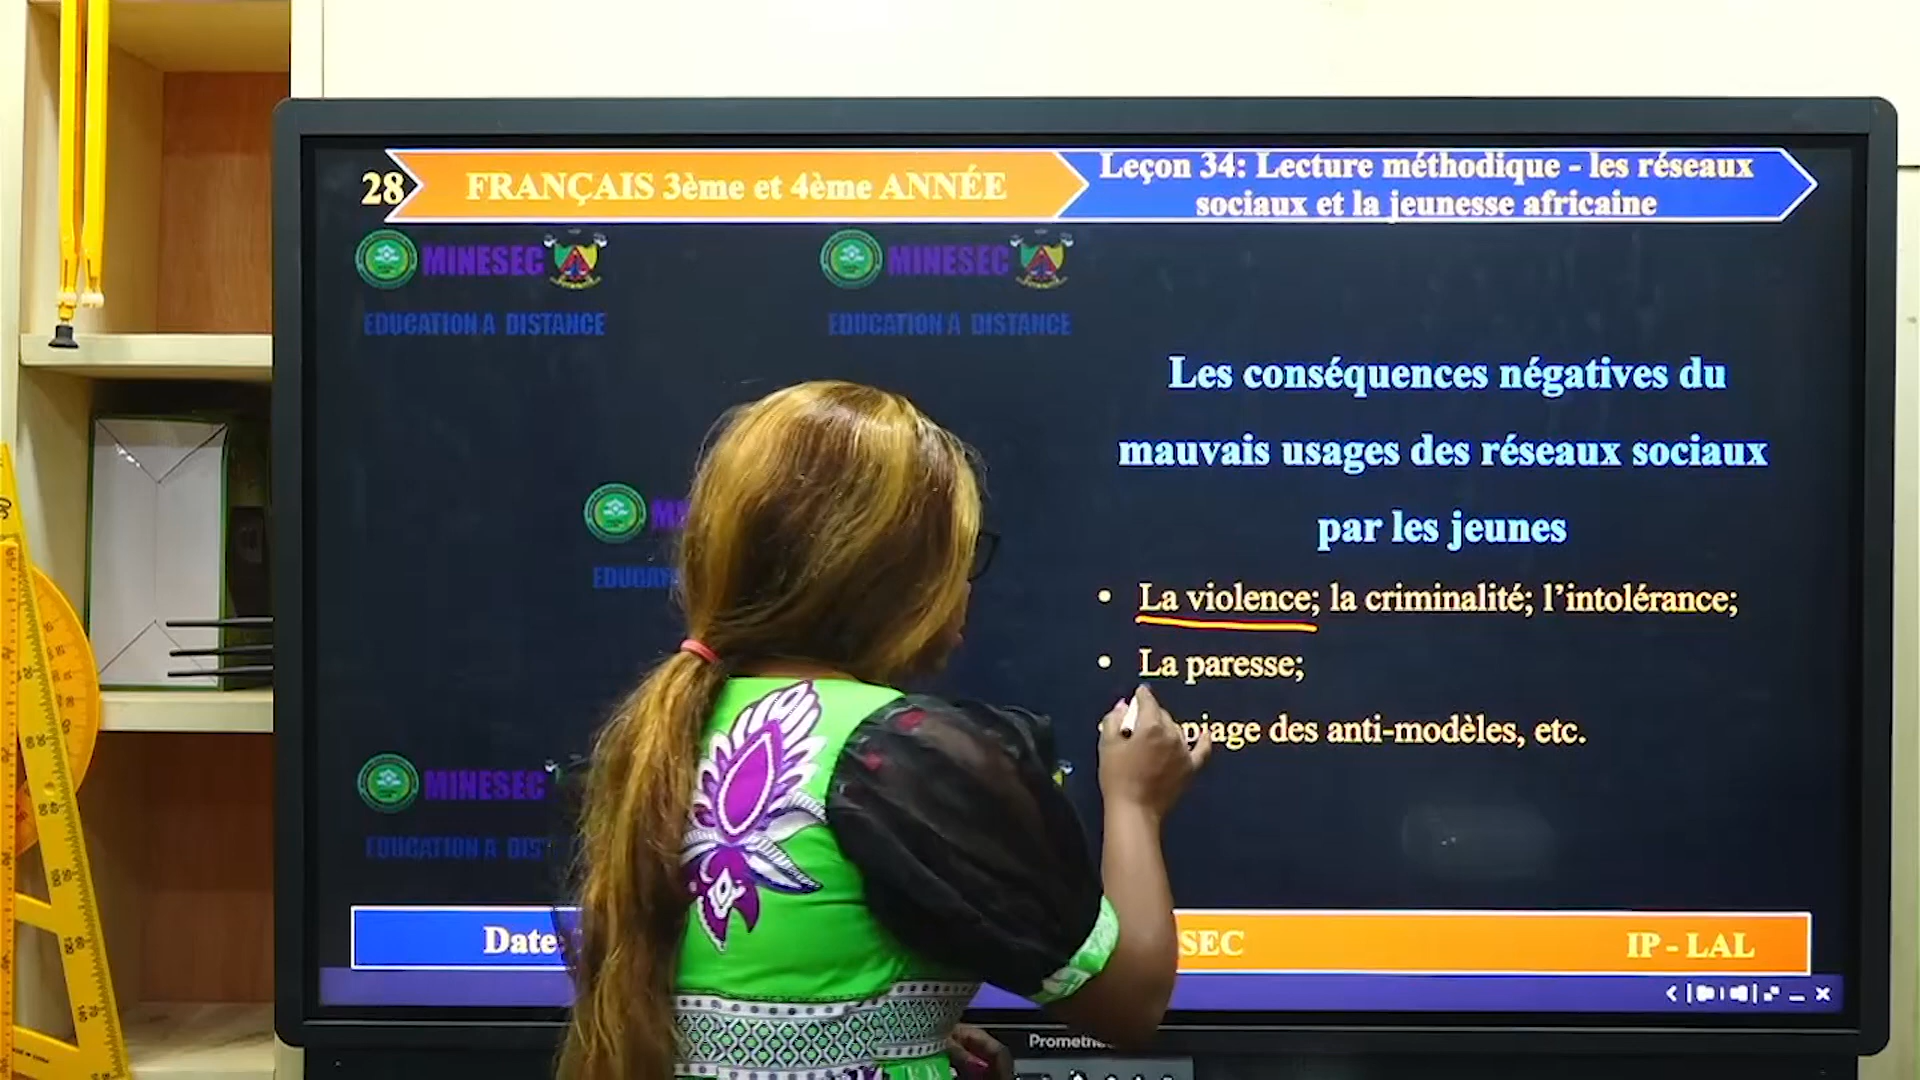 28
FRANÇAIS 3ème et 4ème ANNÉE
Leçon 34: Lecture méthodique - les réseaux
sociaux et la jeunesse africaine
MINESEC
EDUCATION A DISTANCE
MINESEC
EDUCATION A DISTANCE
Les conséquences négatives du
mauvais usages des réseaux sociaux
par les jeunes
• La violence; la criminalité; l’intolérance;
• La paresse;
des anti-modèles, etc.
MINESEC
EDUCATION A
Date
IP - LAL